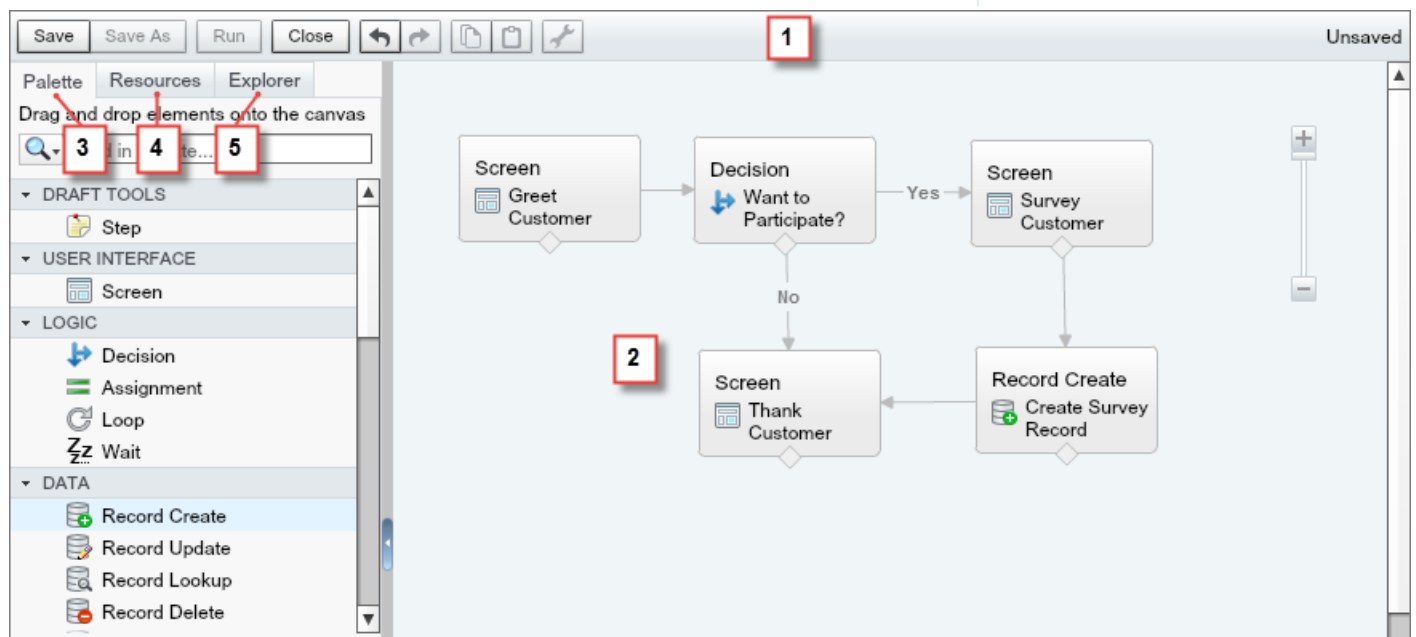 Save Save As Run Close 1 Unsaved
Palette Resources Explorer
Drag and drop elements onto the canvas
3 in 4 te... 5
DRAFT TOOLS
Step
USER INTERFACE
Screen
LOGIC
Decision
Assignment
Loop
Wait
DATA
Record Create
Record Update
Record Lookup
Record Delete
Screen
Greet
Customer
Decision
Want to
Participate?
Yes
Screen
Survey
Customer
No
2
Screen
Thank
Customer
Record Create
Create Survey
Record